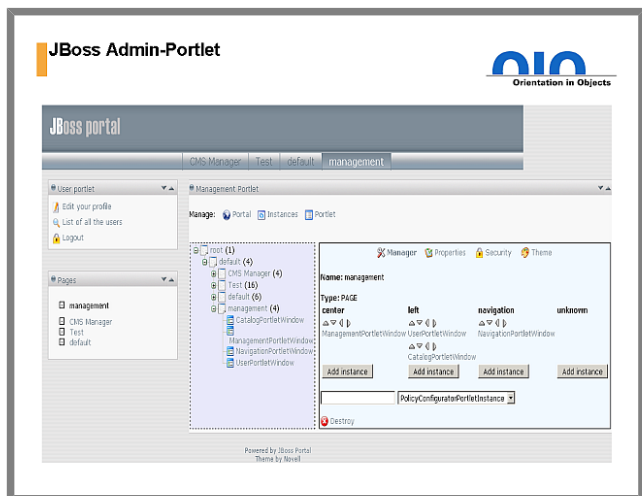 JBoss Admin-Portlet
OIO
Orientation in Objects
JBoss portal
CMS Manager Test default management
User portlet
Edit your profile
List of all the users
Logout
Pages
management
CMS Manager
Test
default
Management Portlet
Manage: Portal Instances Portlet
root (1)
default (4)
CMS Manager (4)
Test (16)
default (6)
management (4)
CatalogPortletWindow
ManagementPortletWindow
NavigationPortletWindow
UserPortletWindow
Manager Properties Security Theme
Name: management
Type: PAGE
center left navigation unknown
ManagementPortletWindow UserPortletWindow NavigationPortletWindow
CatalogPortletWindow
Add instance Add instance Add instance Add instance
PolicyConfiguratorPortletInstance
Destroy
Powered by JBoss Portal
Theme by Novell